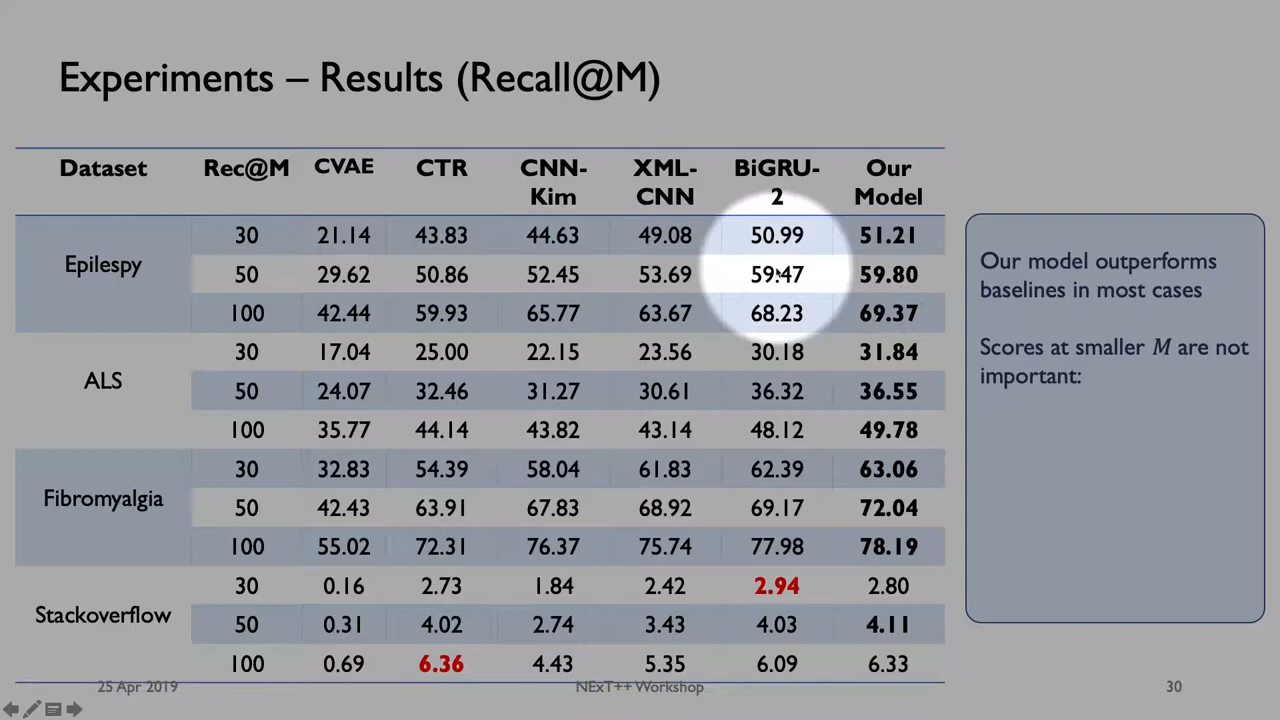 Experiments – Results (Recall@M)
Dataset Rec@M CVAE CTR CNN-Kim XML-CNN BiGRU-2 Our Model
Epilespy 30 21.14 43.83 44.63 49.08 50.99 51.21
50 29.62 50.86 52.45 53.69 59.47 59.80
100 42.44 59.93 65.77 63.67 68.23 69.37
ALS 30 17.04 25.00 22.15 23.56 30.18 31.84
50 24.07 32.46 31.27 30.61 36.32 36.55
100 35.77 44.14 43.82 43.14 48.12 49.78
Fibromyalgia 30 32.83 54.39 58.04 61.83 62.39 63.06
50 42.43 63.91 67.83 68.92 69.17 72.04
100 55.02 72.31 76.37 75.74 77.98 78.19
Stackoverflow 30 0.16 2.73 1.84 2.42 2.94 2.80
50 0.31 4.02 2.74 3.43 4.03 4.11
100 0.69 6.36 4.43 5.35 6.09 6.33
Our model outperforms
baselines in most cases
Scores at smaller M are not
important:
25 Apr 2019 NExT++ Workshop 30